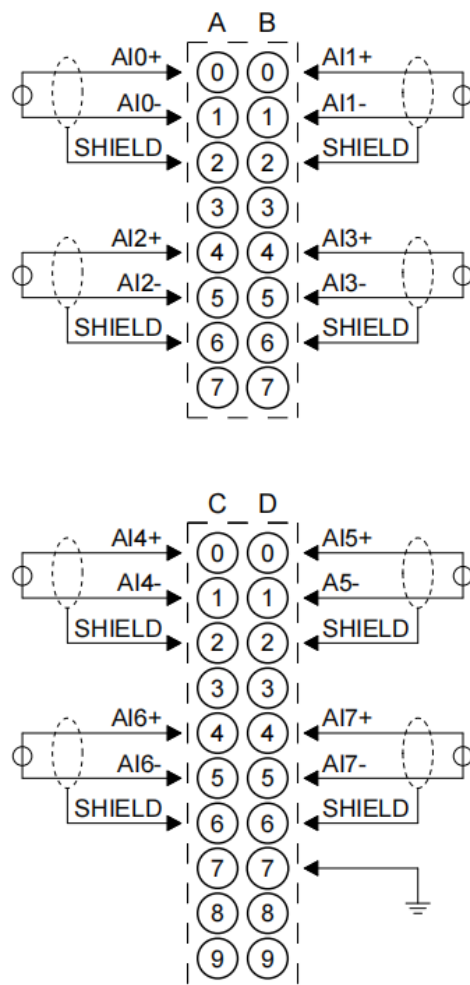 A B
AI0+ 0 0 AI1+
AI0- 1 1 AI1-
SHIELD 2 2 SHIELD
3 3
AI2+ 4 4 AI3+
AI2- 5 5 AI3-
SHIELD 6 6 SHIELD
7 7
C D
AI4+ 0 0 AI5+
AI4- 1 1 A5-
SHIELD 2 2 SHIELD
3 3
AI6+ 4 4 AI7+
AI6- 5 5 AI7-
SHIELD 6 6 SHIELD
7 7
8 8
9 9